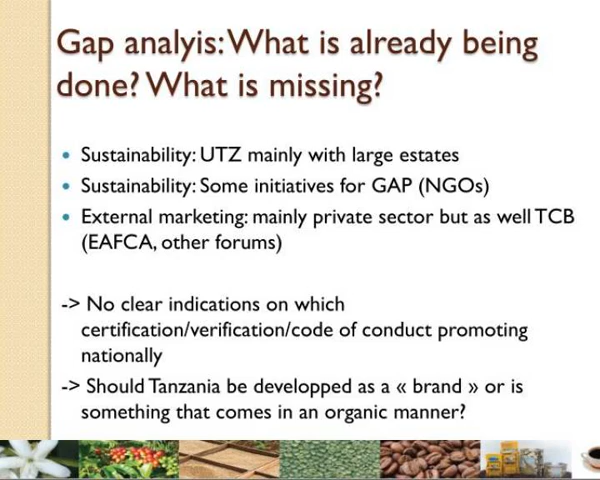 Gap analyis: What is already being
done? What is missing?
• Sustainability: UTZ mainly with large estates
• Sustainability: Some initiatives for GAP (NGOs)
• External marketing: mainly private sector but as well TCB
(EAFCA, other forums)
-> No clear indications on which
certification/verification/code of conduct promoting
nationally
-> Should Tanzania be developped as a « brand » or is
something that comes in an organic manner?